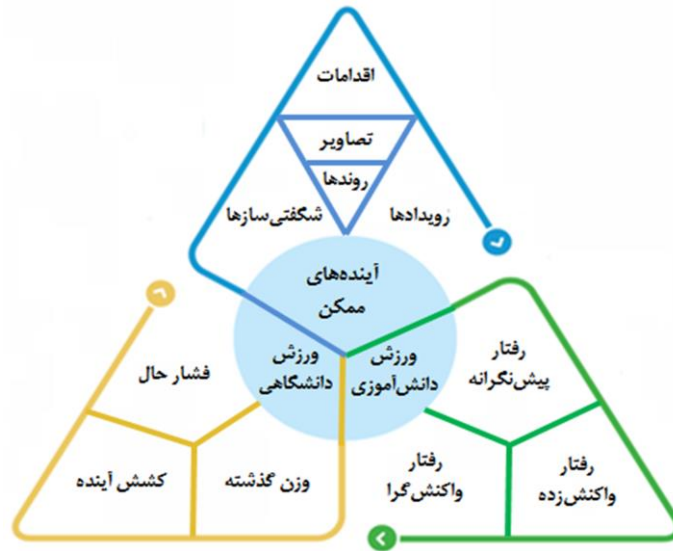 اقدامات
تصاویر
روندها
شگفتی‌سازها
رویدادها
آینده‌های
ممکن
ورزش
دانش‌آموزی
ورزش
دانشگاهی
رفتار
پیش‌نگرانه
رفتار
واکنش‌زده
رفتار
واکنش‌گرا
فشار حال
وزن گذشته
کشش آینده